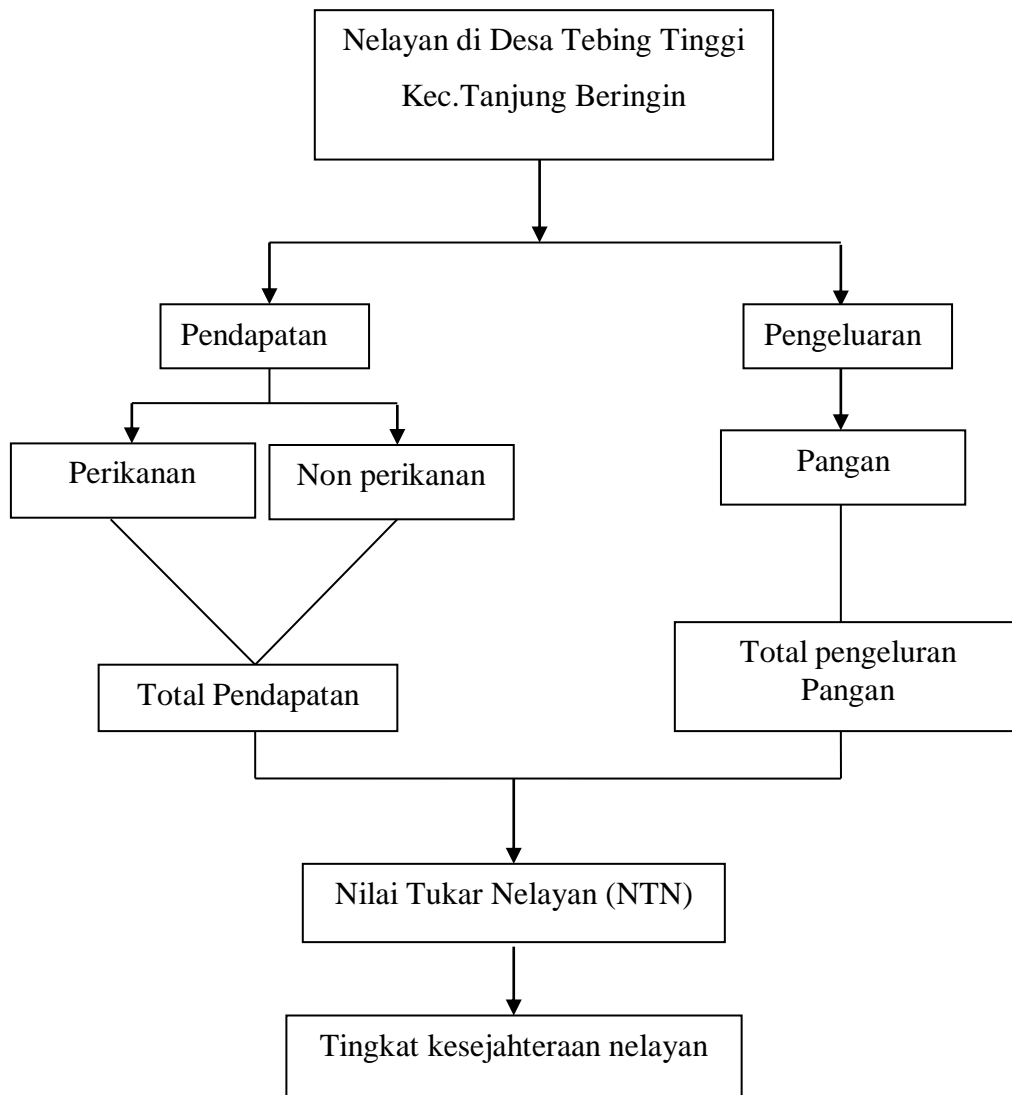 Nelayan di Desa Tebing Tinggi
Kec.Tanjung Beringin
Pendapatan
Pengeluaran
Perikanan
Non perikanan
Pangan
Total Pendapatan
Total pengeluran
Pangan
Nilai Tukar Nelayan (NTN)
Tingkat kesejahteraan nelayan